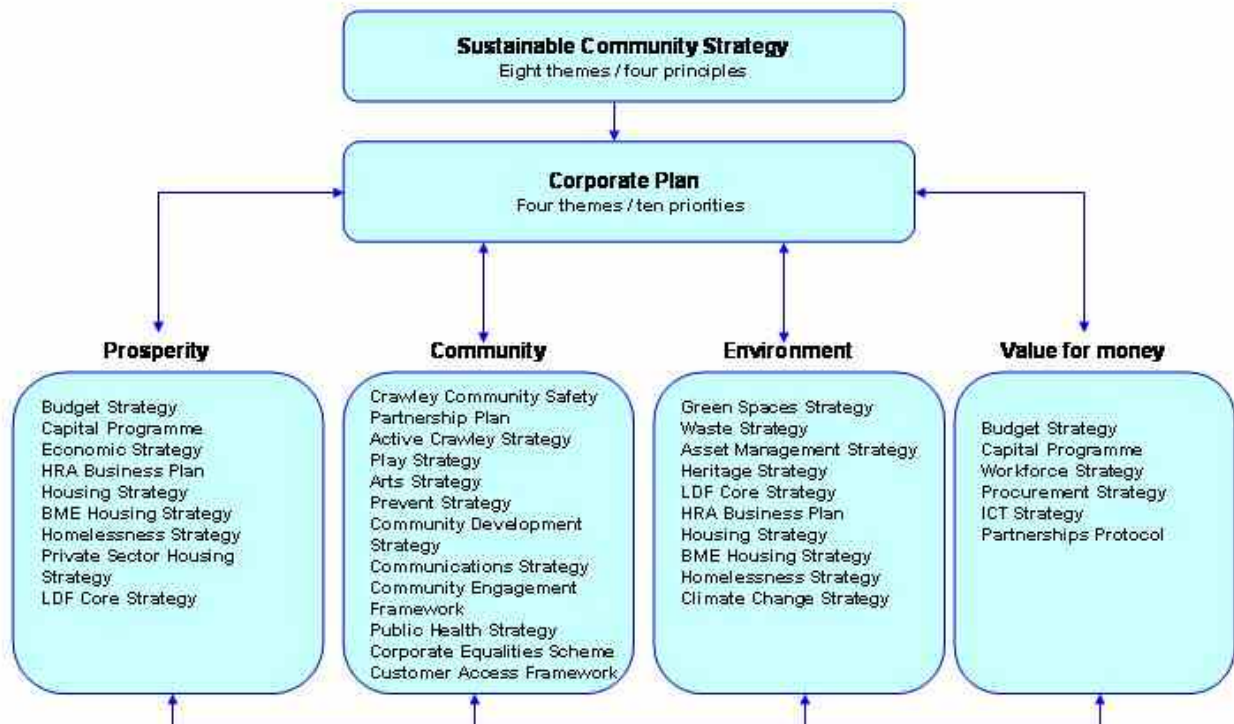 Sustainable Community Strategy
Eight themes / four principles
Corporate Plan
Four themes / ten priorities
Prosperity
Budget Strategy
Capital Programme
Economic Strategy
HRA Business Plan
Housing Strategy
BME Housing Strategy
Homelessness Strategy
Private Sector Housing
Strategy
LDF Core Strategy
Community
Crawley Community Safety
Partnership Plan
Active Crawley Strategy
Play Strategy
Arts Strategy
Prevent Strategy
Community Development
Strategy
Communications Strategy
Community Engagement
Framework
Public Health Strategy
Corporate Equalities Scheme
Customer Access Framework
Environment
Green Spaces Strategy
Waste Strategy
Asset Management Strategy
Heritage Strategy
LDF Core Strategy
HRA Business Plan
Housing Strategy
BME Housing Strategy
Homelessness Strategy
Climate Change Strategy
Value for money
Budget Strategy
Capital Programme
Workforce Strategy
Procurement Strategy
ICT Strategy
Partnerships Protocol